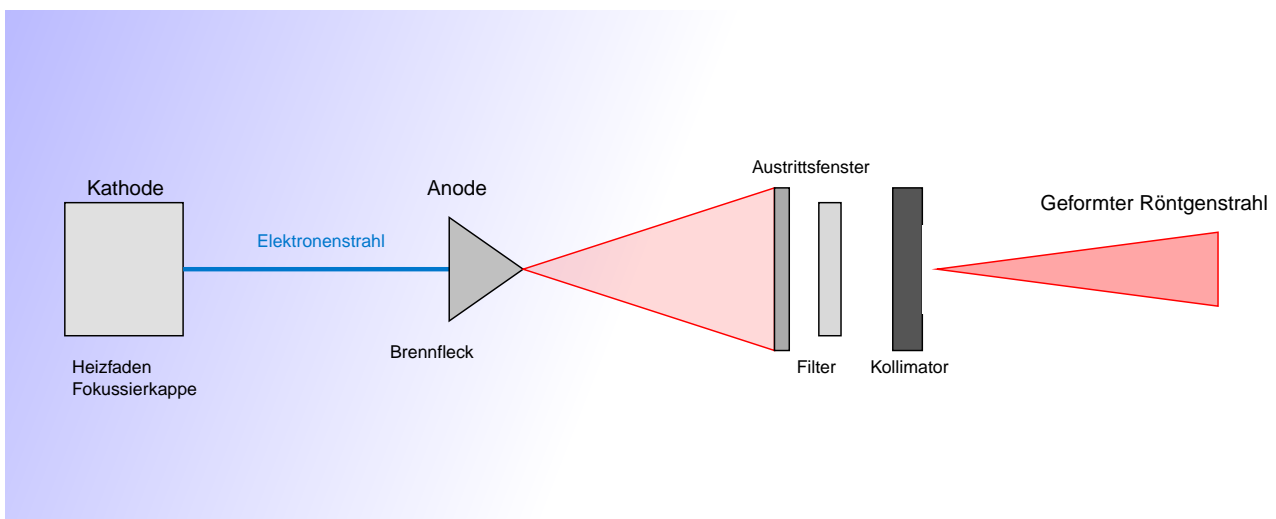 Austrittsfenster
Kathode
Anode
Geformter Röntgenstrahl
Elektronenstrahl
Brennfleck
Heizfaden
Fokussierkappe
Filter
Kollimator